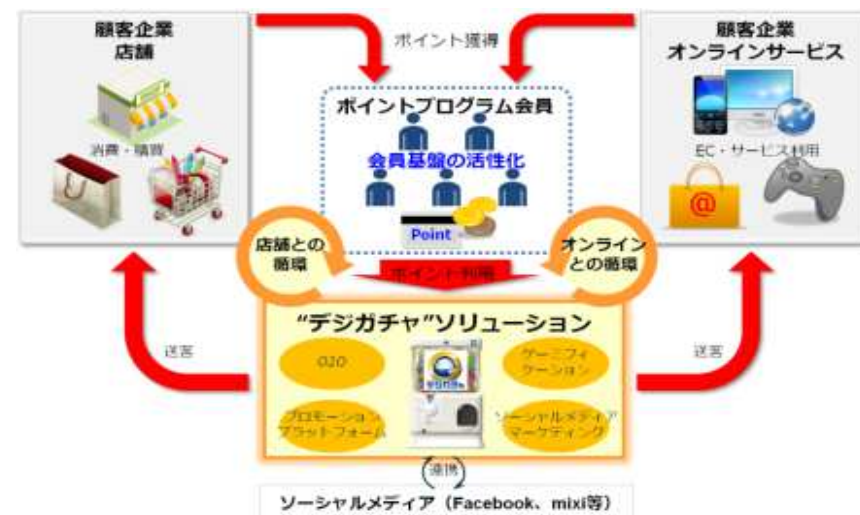 顧客企業
店舗
消費・購買
ポイント獲得
顧客企業
オンラインサービス
EC・サービス利用
@
ポイントプログラム会員
会員基盤の活性化
Point
店舗との
循環
オンライン
との循環
ポイント利用
“デジガチャ”ソリューション
O2O
ゲーミフィ
ケーション
プロモーション
プラットフォーム
ソーシャルメディア
マーケティング
送客
送客
連携
ソーシャルメディア（Facebook、mixi等）